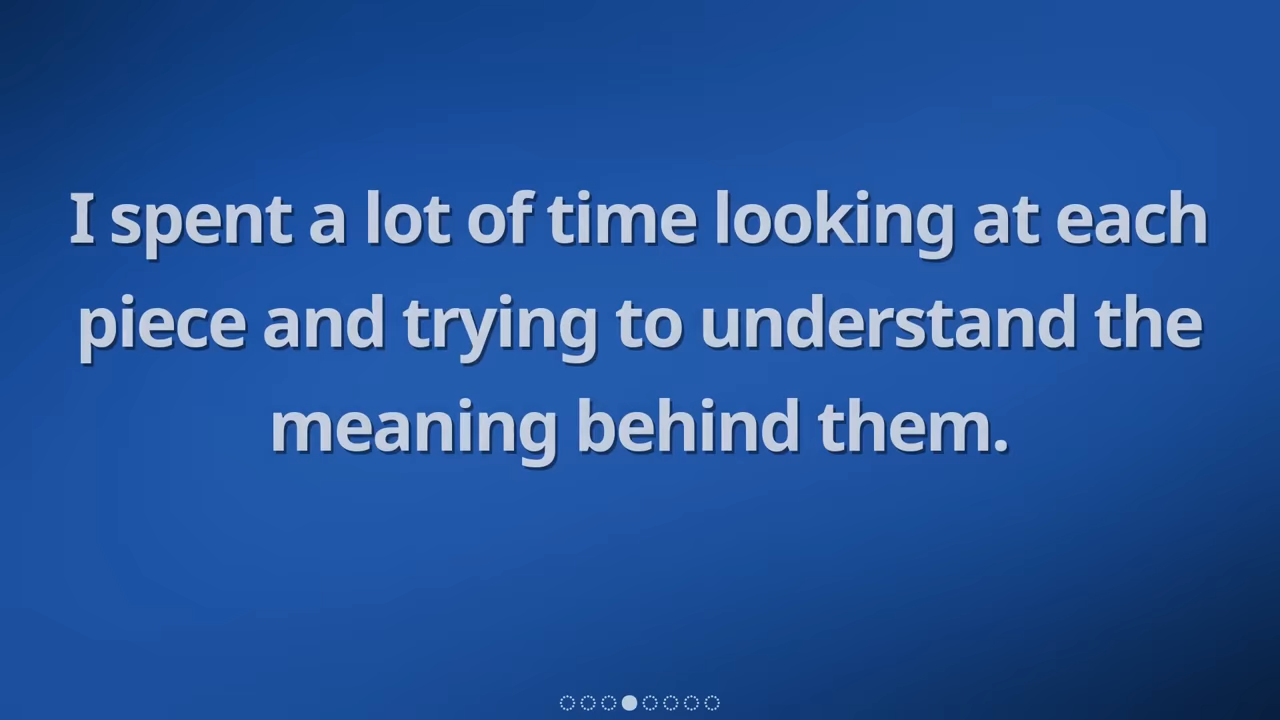 I spent a lot of time looking at each
piece and trying to understand the
meaning behind them.